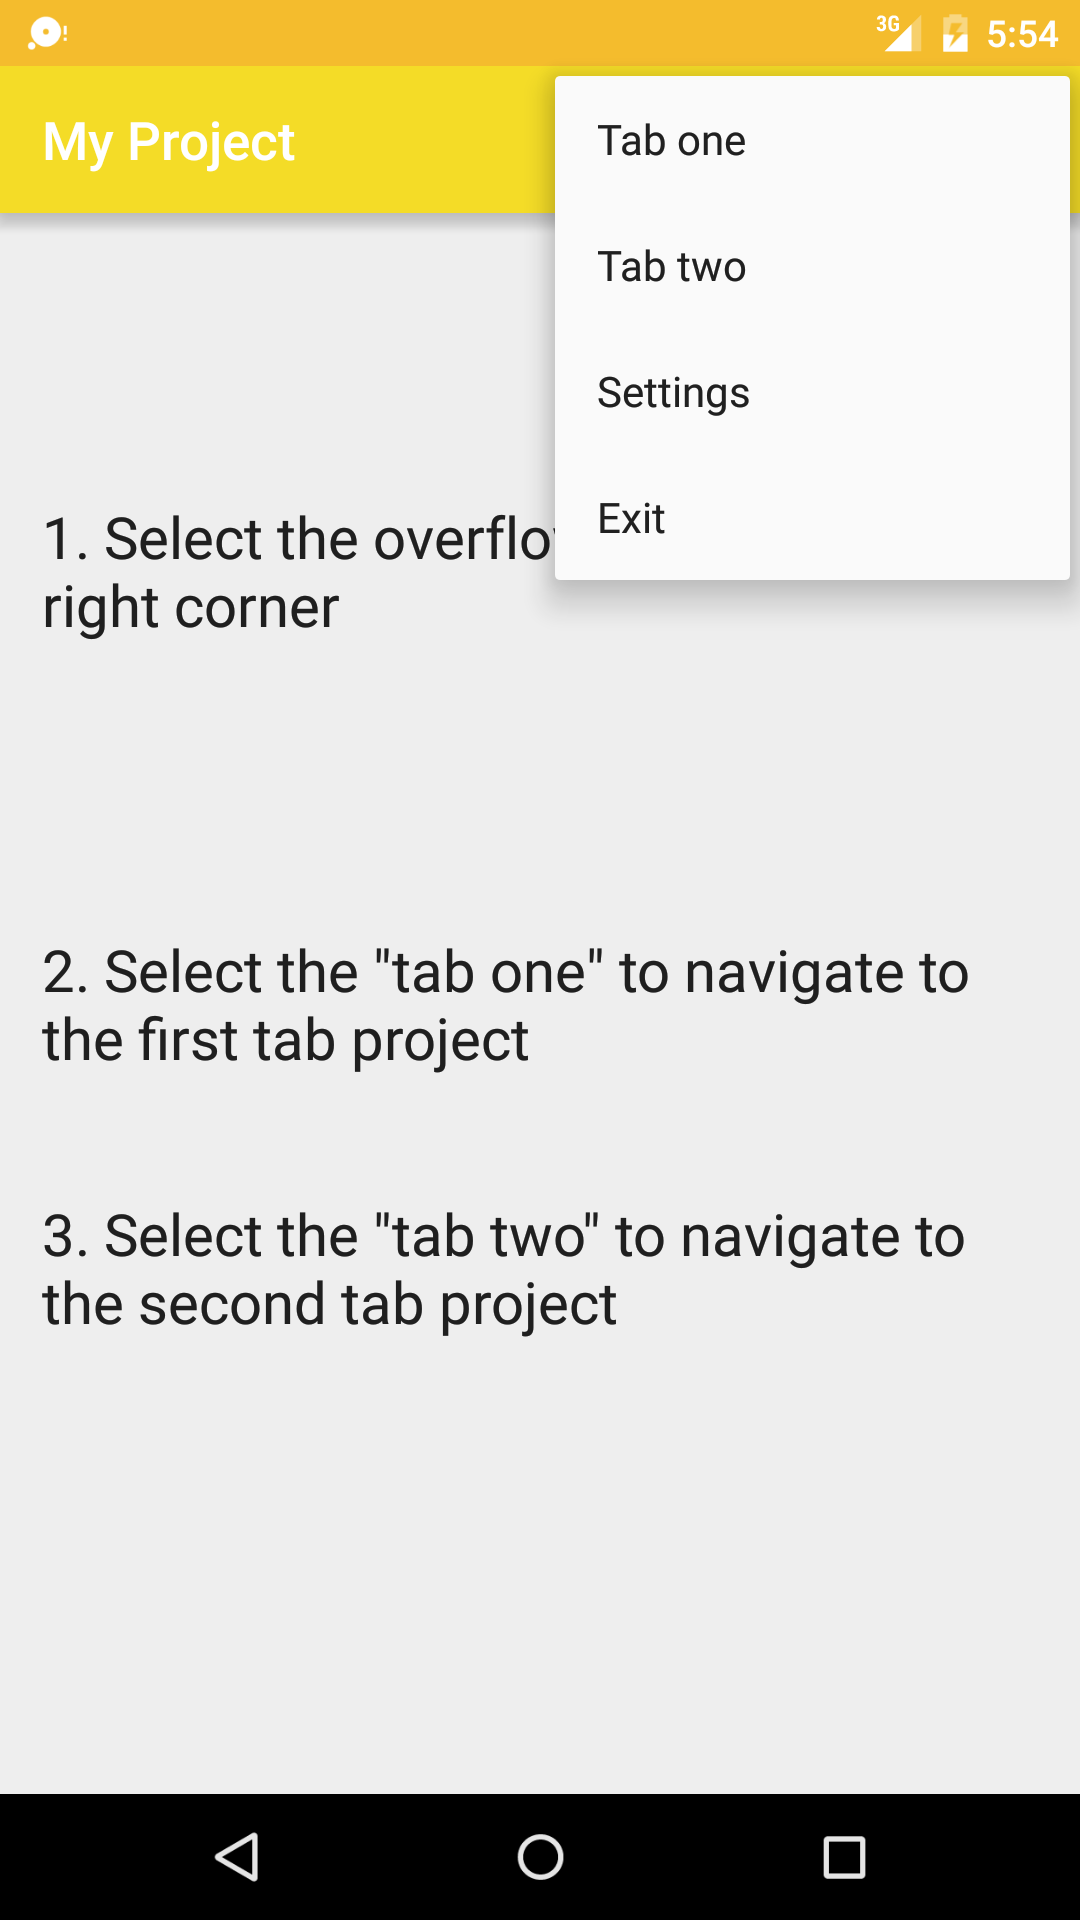 3G 5:54
My Project
Tab one
Tab two
Settings
Exit
1. Select the
right corner
2. Select the "tab one" to navigate to
the first tab project
3. Select the "tab two" to navigate to
the second tab project